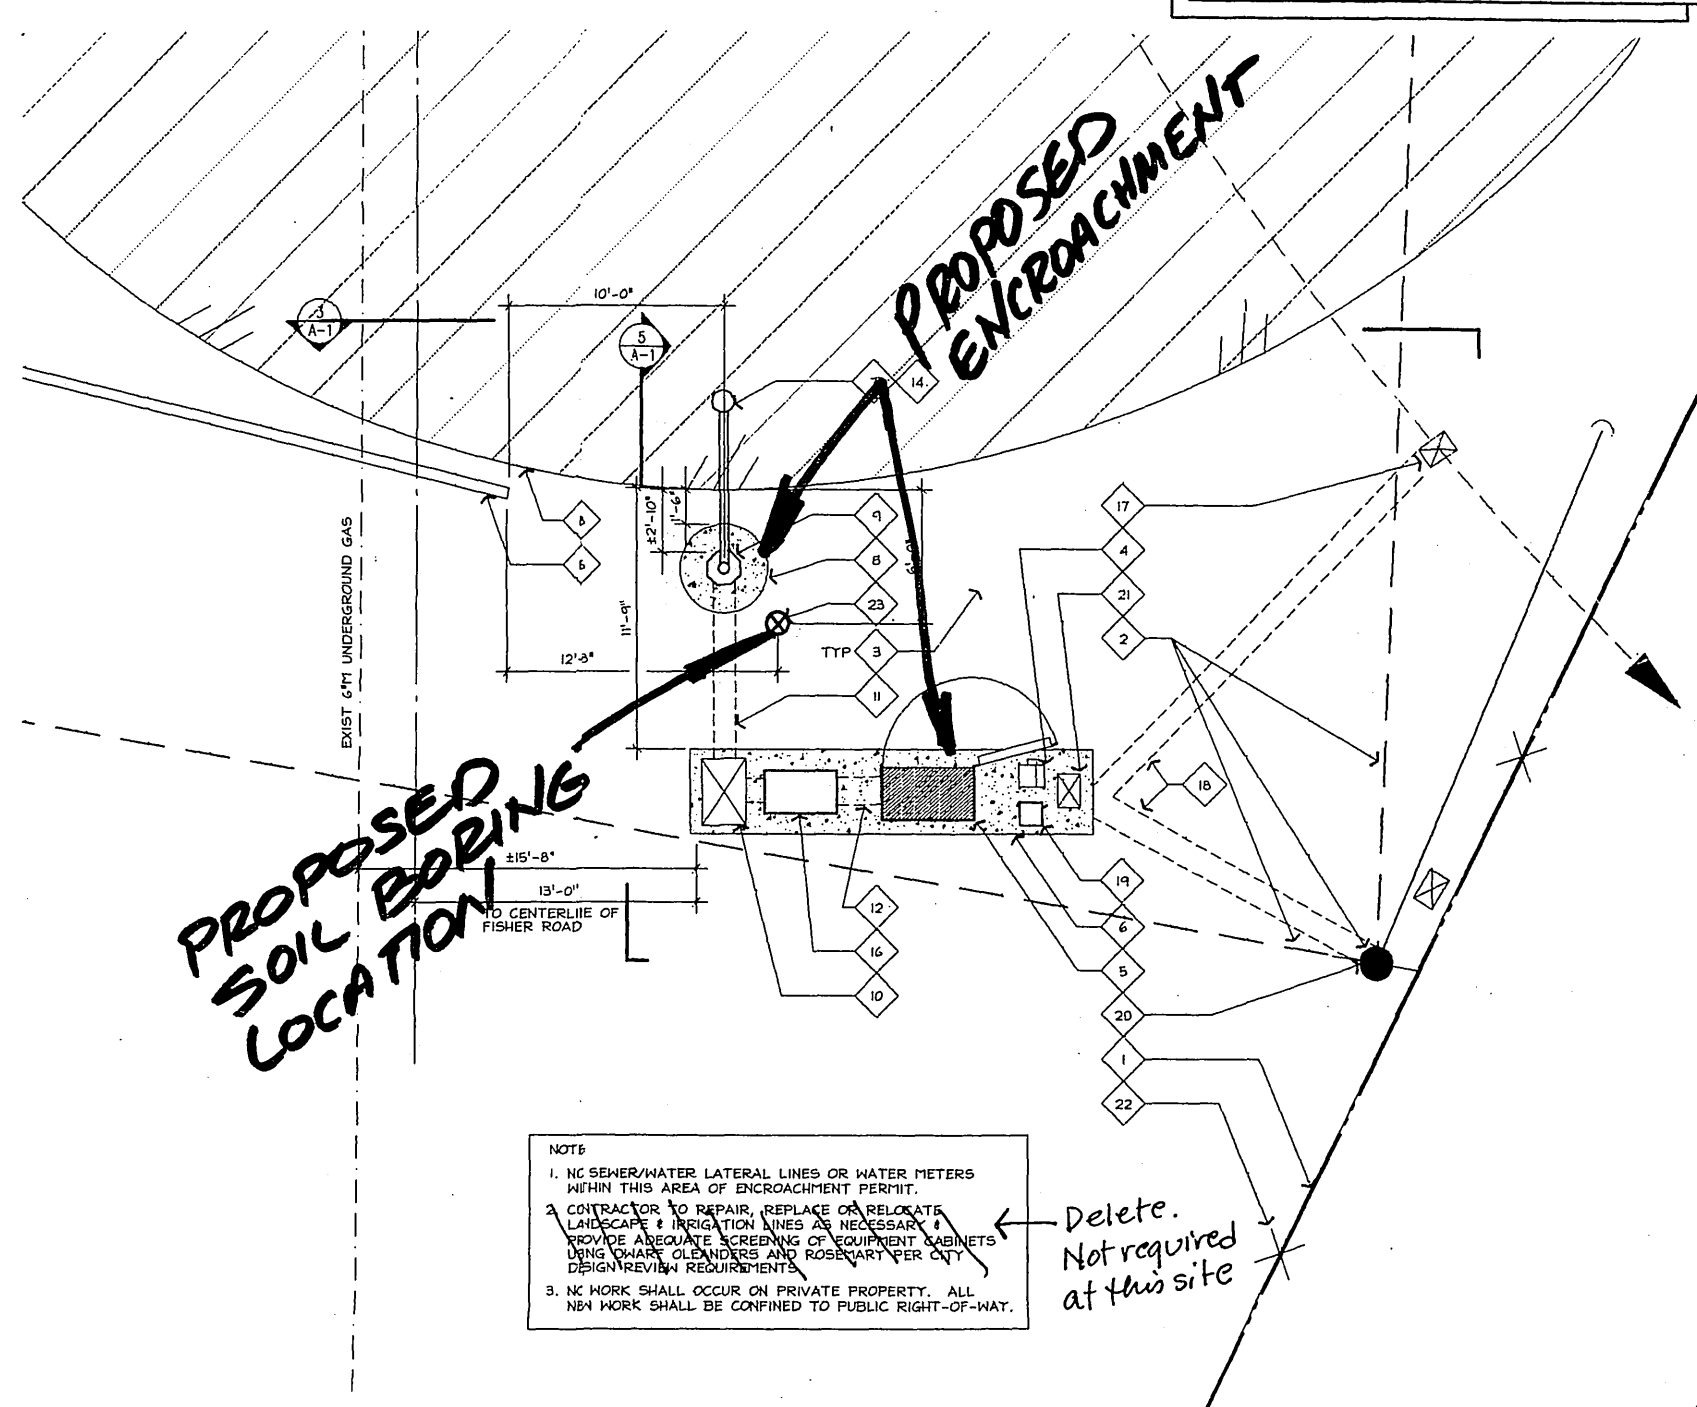 PROPOSED
ENCROACHMENT
10'-0"
3
A-1
5
A-1
14.
±2'-10"
1'-6"
9
8
23
TYP 3
11
6'-0"
17
4
21
2
8
6
EXIST 6"M UNDERGROUND GAS
11'-9"
12'-3"
18
PROPOSED
SOIL BORING
LOCATION
±15'-8"
13'-0"
TO CENTERLIIE OF
FISHER ROAD
12
16
10
19
6
5
20
1
22
NOTE
1. NC SEWER/WATER LATERAL LINES OR WATER METERS
WITHIN THIS AREA OF ENCROACHMENT PERMIT.
2. CONTRACTOR TO REPAIR, REPLACE OR RELOCATE
LANDSCAPE & IRRIGATION LINES AS NECESSARY &
PROVIDE ADEQUATE SCREENING OF EQUIPMENT CABINETS
USING DWARF OLEANDERS AND ROSEMARY PER CITY
DESIGN REVIEW REQUIREMENTS
3. NC WORK SHALL OCCUR ON PRIVATE PROPERTY. ALL
NEW WORK SHALL BE CONFINED TO PUBLIC RIGHT-OF-WAY.
Delete.
Not required
at this site